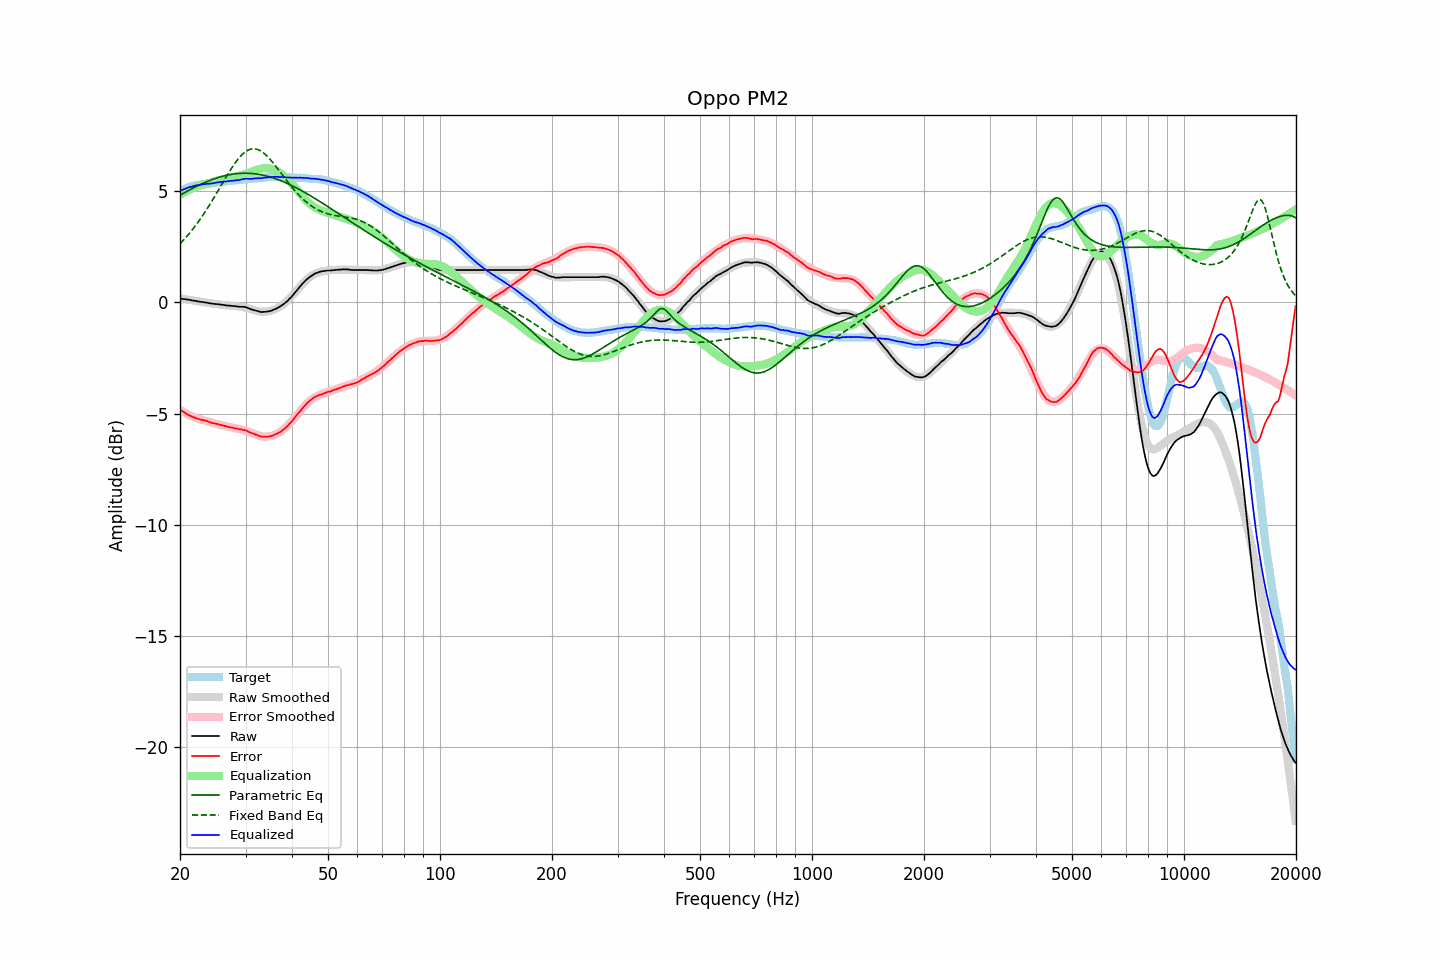 Oppo PM2
Amplitude (dBr)
5
0
−5
−10
−15
−20
Target
Raw Smoothed
Error Smoothed
Raw
Error
Equalization
Parametric Eq
Fixed Band Eq
Equalized
20 50 100 200 500 1000 2000 5000 10000 20000
Frequency (Hz)